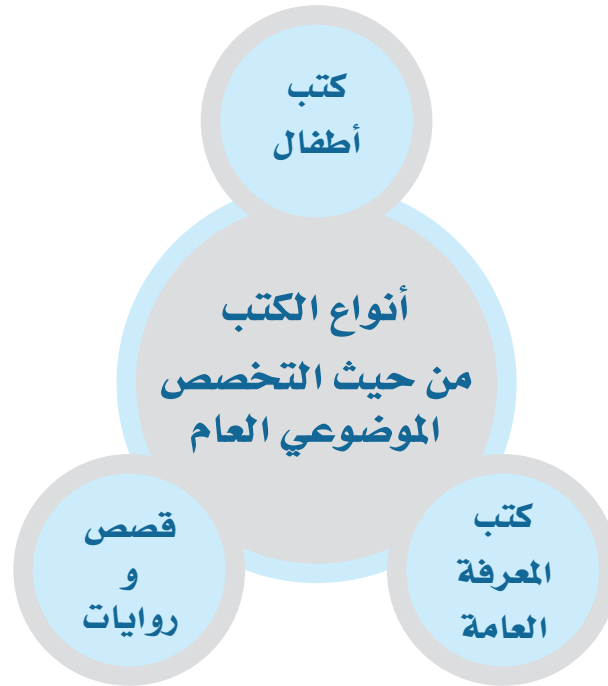 كتب
أطفال
أنواع الكتب
من حيث التخصص
الموضوعي العام
كتب
المعرفة
العامة
قصص
و
روايات